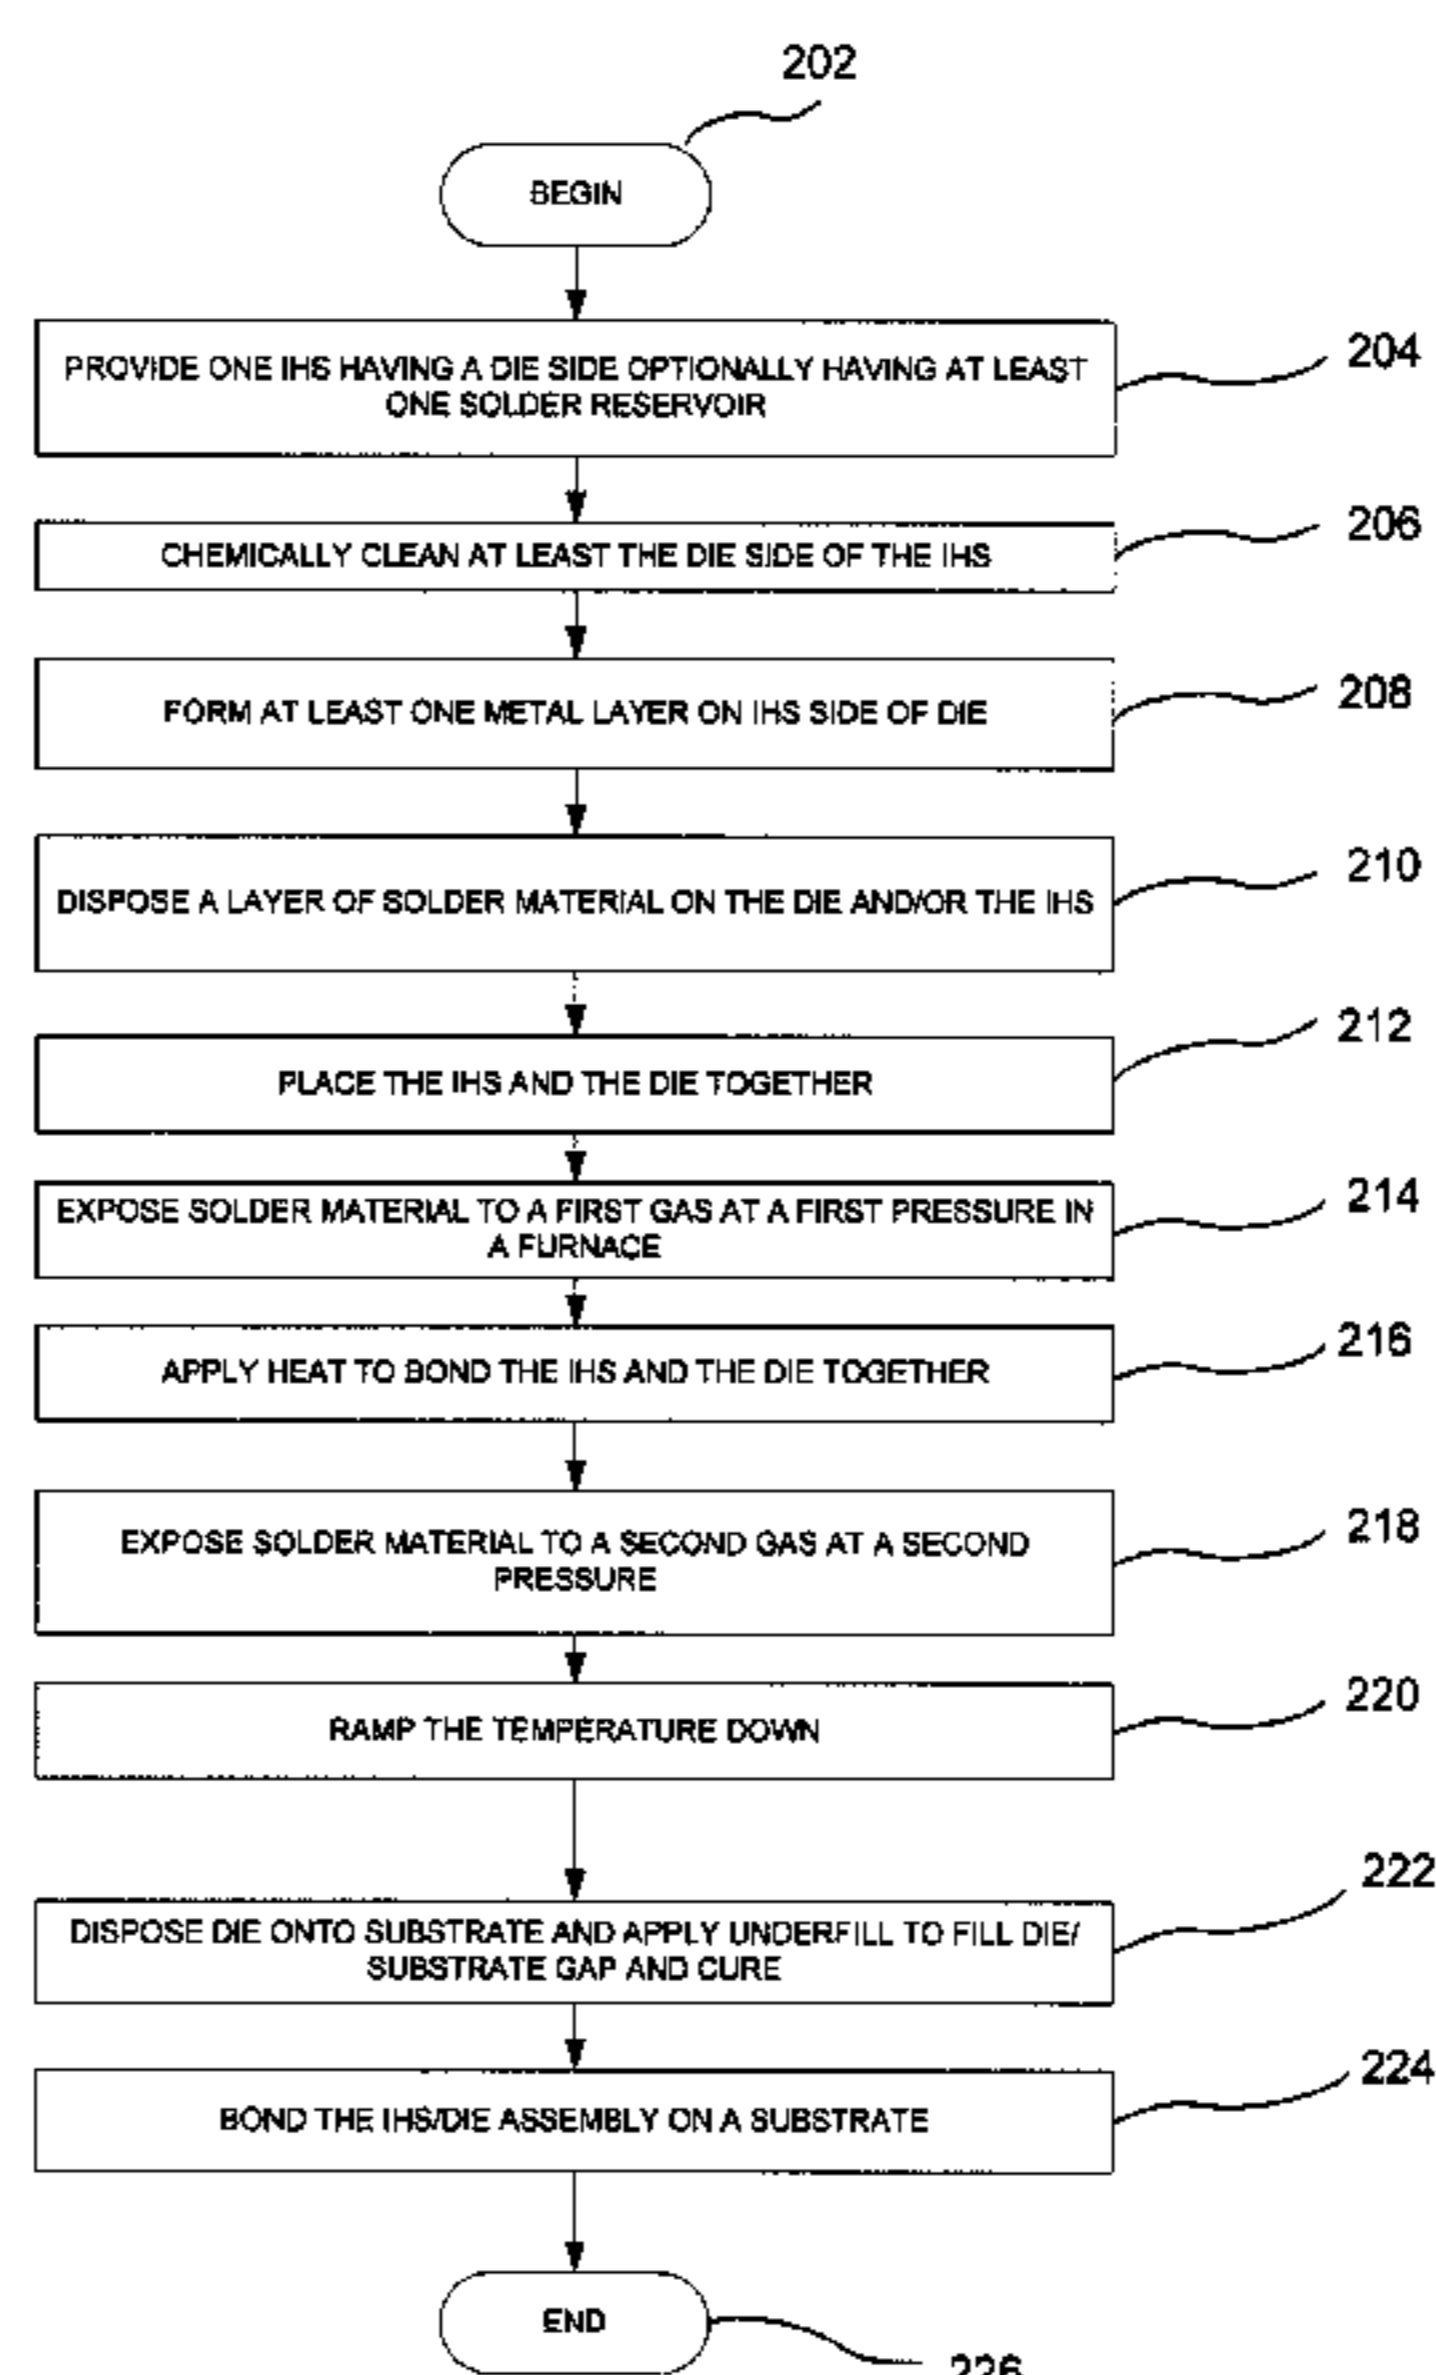 202
BEGIN
PROVIDE ONE IHS HAVING A DIE SIDE OPTIONALLY HAVING AT LEAST
ONE SOLDER RESERVOIR
204
CHEMICALLY CLEAN AT LEAST THE DIE SIDE OF THE IHS
206
FORM AT LEAST ONE METAL LAYER ON IHS SIDE OF DIE
208
DISPOSE A LAYER OF SOLDER MATERIAL ON THE DIE AND/OR THE IHS
210
PLACE THE IHS AND THE DIE TOGETHER
212
EXPOSE SOLDER MATERIAL TO A FIRST GAS AT A FIRST PRESSURE IN
A FURNACE
214
APPLY HEAT TO BOND THE IHS AND THE DIE TOGETHER
216
EXPOSE SOLDER MATERIAL TO A SECOND GAS AT A SECOND
PRESSURE
218
RAMP THE TEMPERATURE DOWN
220
DISPOSE DIE ONTO SUBSTRATE AND APPLY UNDERFILL TO FILL DIE/
SUBSTRATE GAP AND CURE
222
BOND THE IHS/DIE ASSEMBLY ON A SUBSTRATE
224
END
226